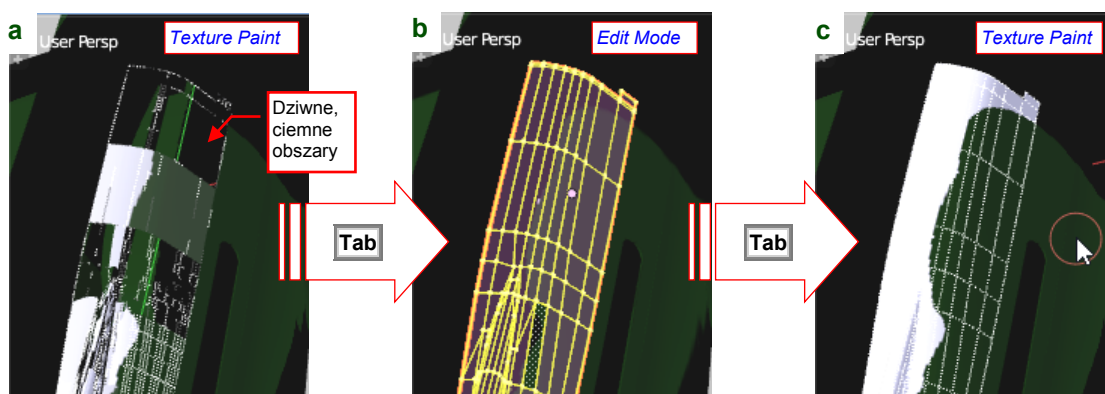 a
User Persp
Texture Paint
Dziwne,
ciemne
obszary
Tab
b
User Persp
Edit Mode
Tab
c
User Persp
Texture Paint